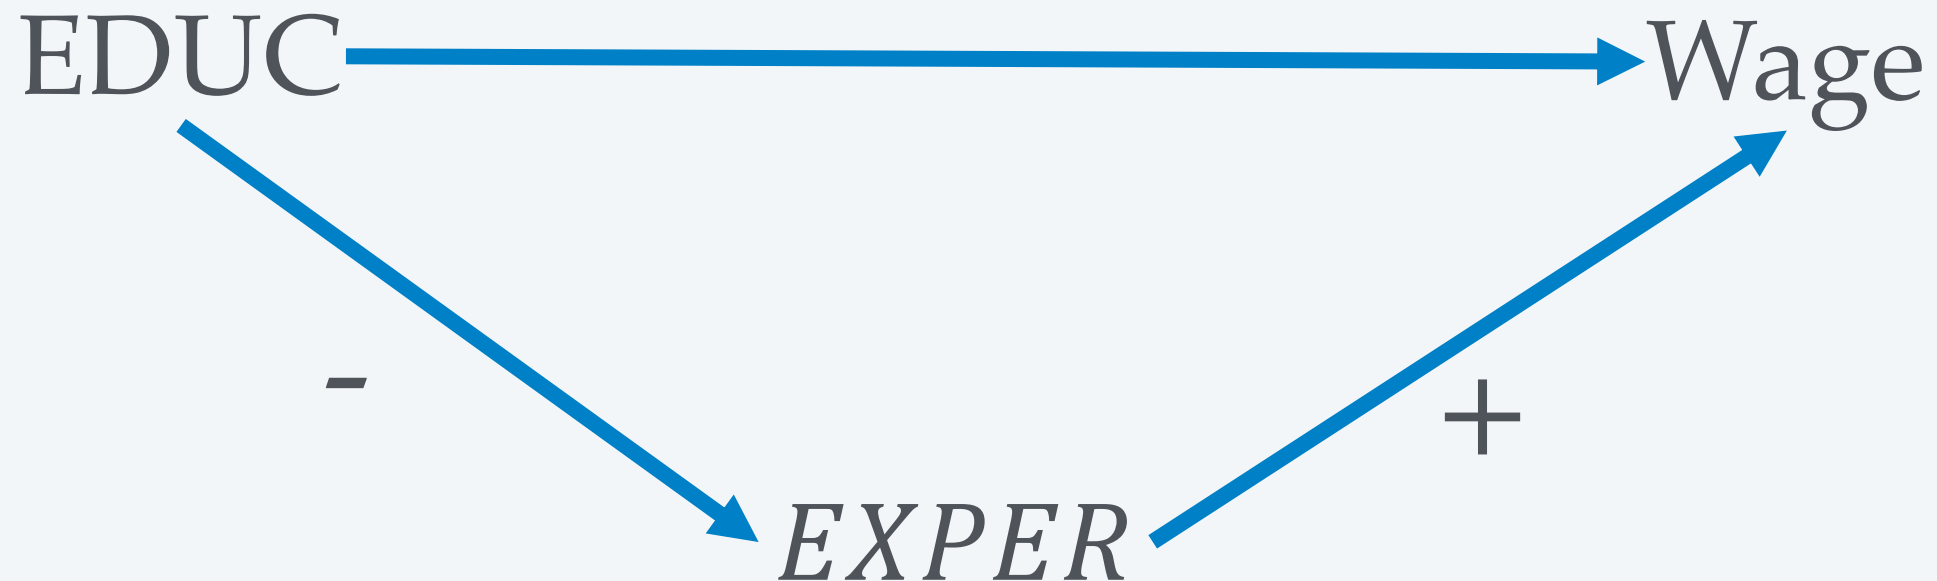 EDUC
Wage
-
+
EXPER